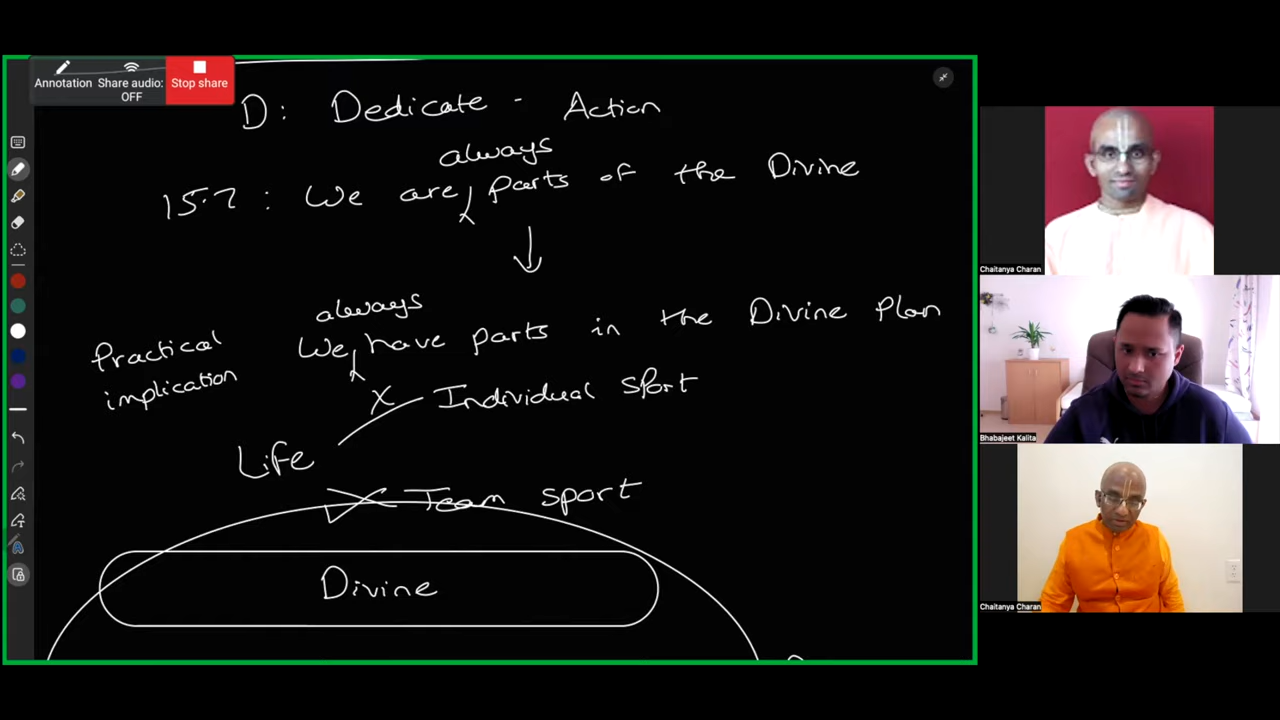 Annotation
Share audio:
OFF
Stop share
D: Dedicate - Action
always
15.7 : We are parts of the Divine
always
We have parts in the Divine Plan
Practical
implication
x Individual sport
Life
Team sport
Divine
Chaitanya Charan
Bhabajeet Kalita
Chaitanya Charan